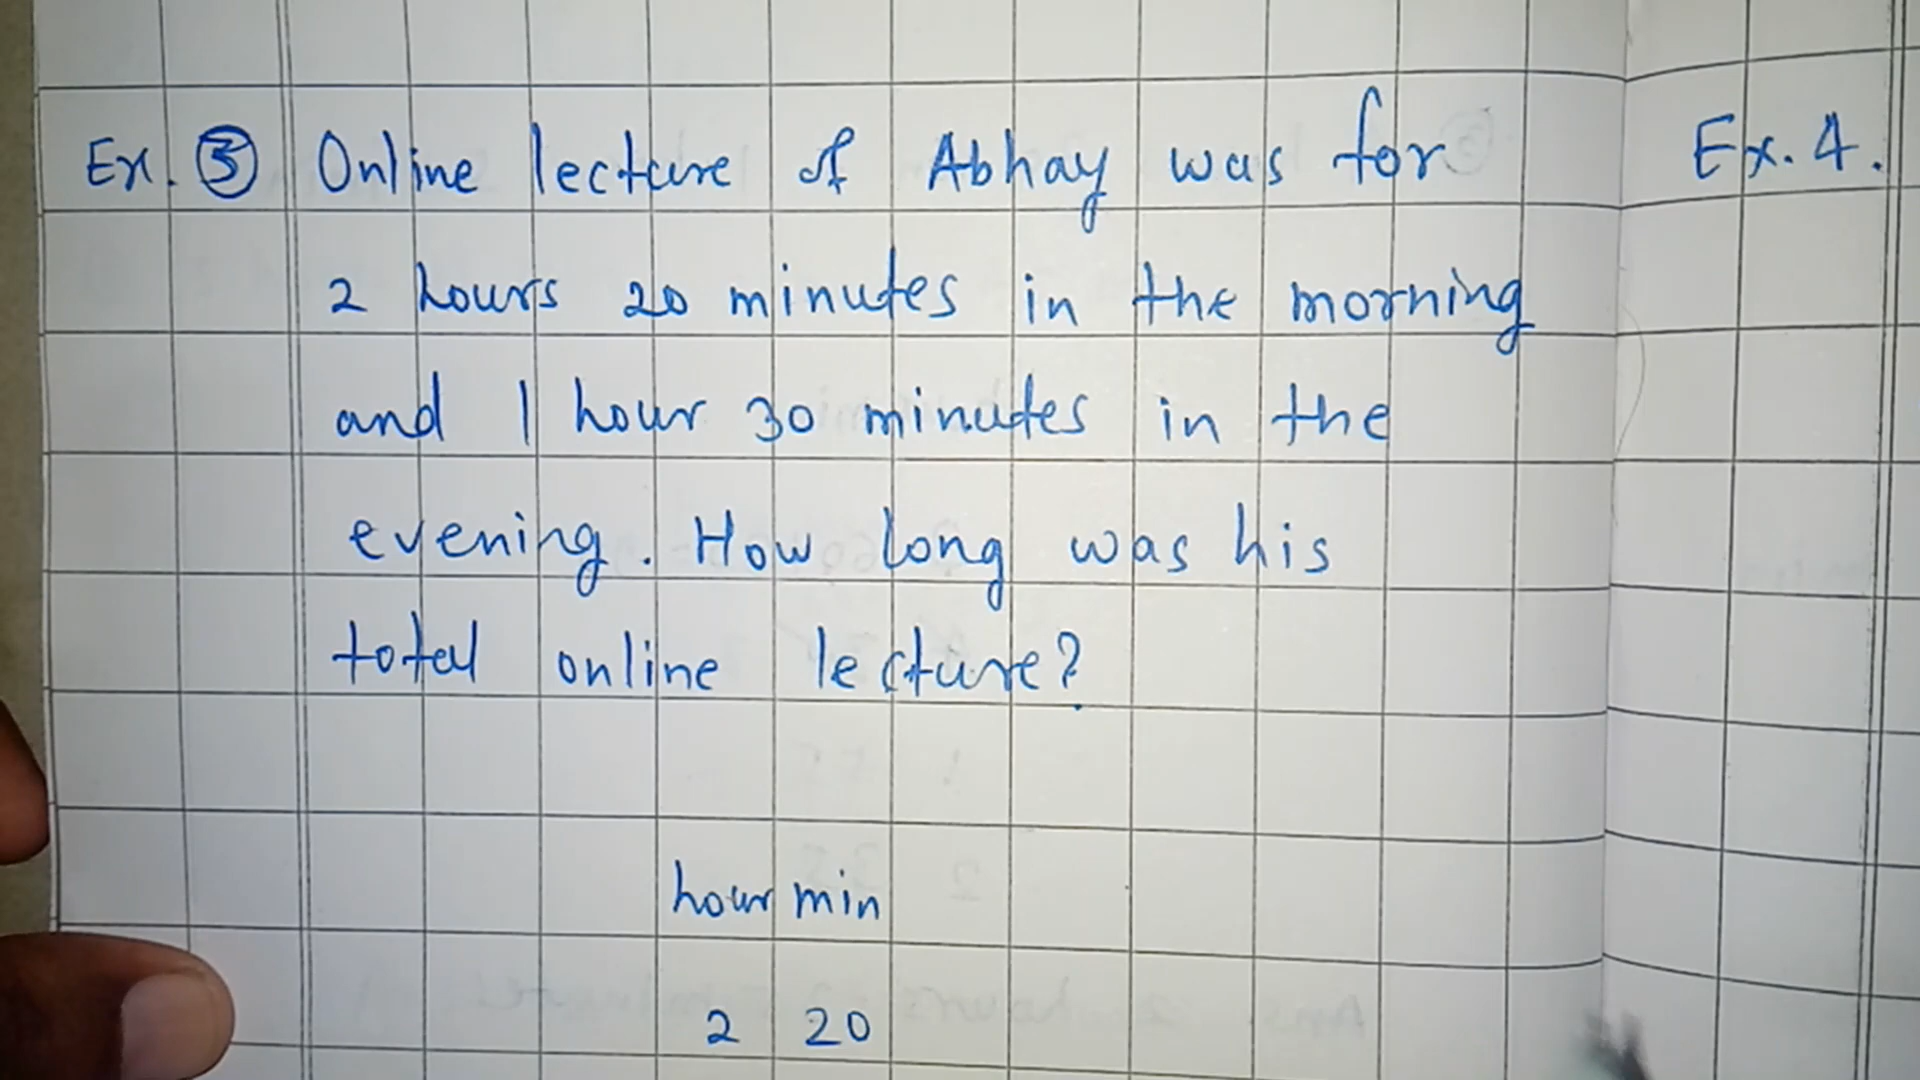 Ex. ③ Online lecture of Abhay was for
2 hours 20 minutes in the morning
and 1 hour 30 minutes in the
evening. How long was his
total online lecture?
hour min
2 20
Ex. 4.